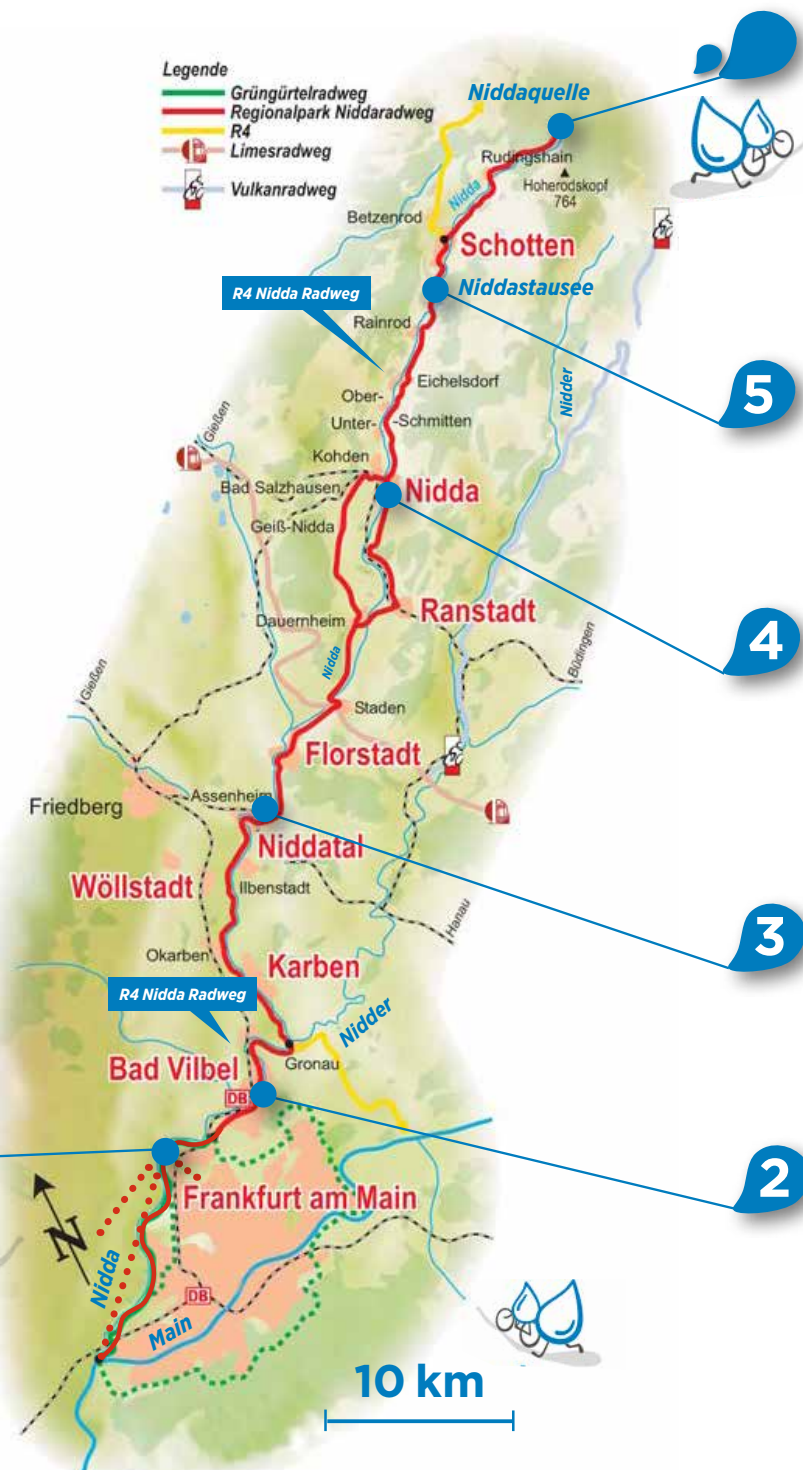 Legende
Grüngürtelradweg
Regionalpark Niddaradweg
R4
Limesradweg
Vulkanradweg
Niddaquelle
Rudingshain
Hoherodskopf
764
Nidda
Betzenrod
Schotten
R4 Nidda Radweg
Niddastausee
Rainrod
5
Eichelsdorf
Ober-
Unter-
-Schmitten
Nidder
Gießen
Kohden
Bad Salzhausen
Nidda
Geiß-Nidda
Ranstadt
Dauernheim
4
Büdingen
Nidda
Gießen
Staden
Florstadt
Assenheim
Friedberg
Niddatal
Wöllstadt
Ilbenstadt
Hanau
3
Okarben
Karben
R4 Nidda Radweg
Nidder
Gronau
Bad Vilbel
DB
2
Frankfurt am Main
N
Nidda
DB
Main
10 km